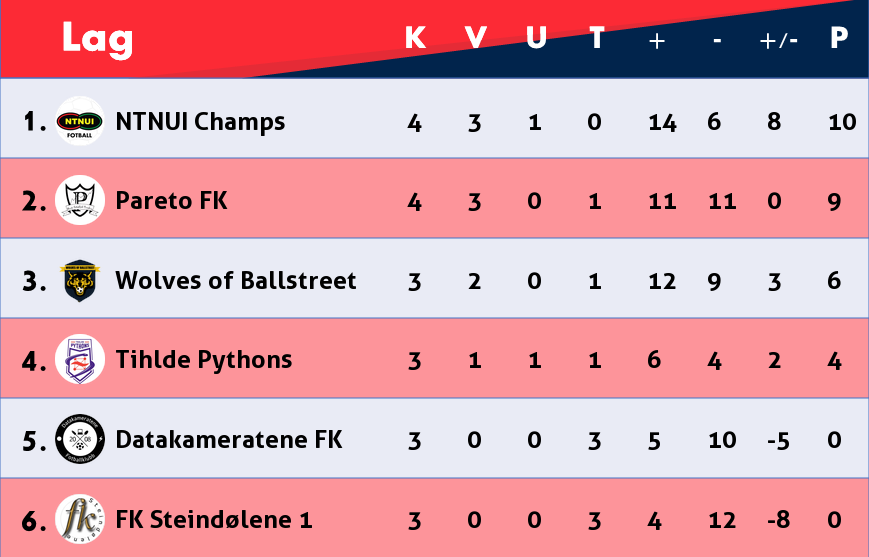 Lag K V U T + - +/- P
1. NTNUI FOTBALL NTNUI Champs 4 3 1 0 14 6 8 10
2. P Pareto FK 4 3 0 1 11 11 0 9
3. WOLVES OF BALLSTREET Wolves of Ballstreet 3 2 0 1 12 9 3 6
4. PYTHONS Tihlde Pythons 3 1 1 1 6 4 2 4
5. Datakameratene 20 08 Fotballklubb Datakameratene FK 3 0 0 3 5 10 -5 0
6. fk Steindølene FK Steindølene 1 3 0 0 3 4 12 -8 0